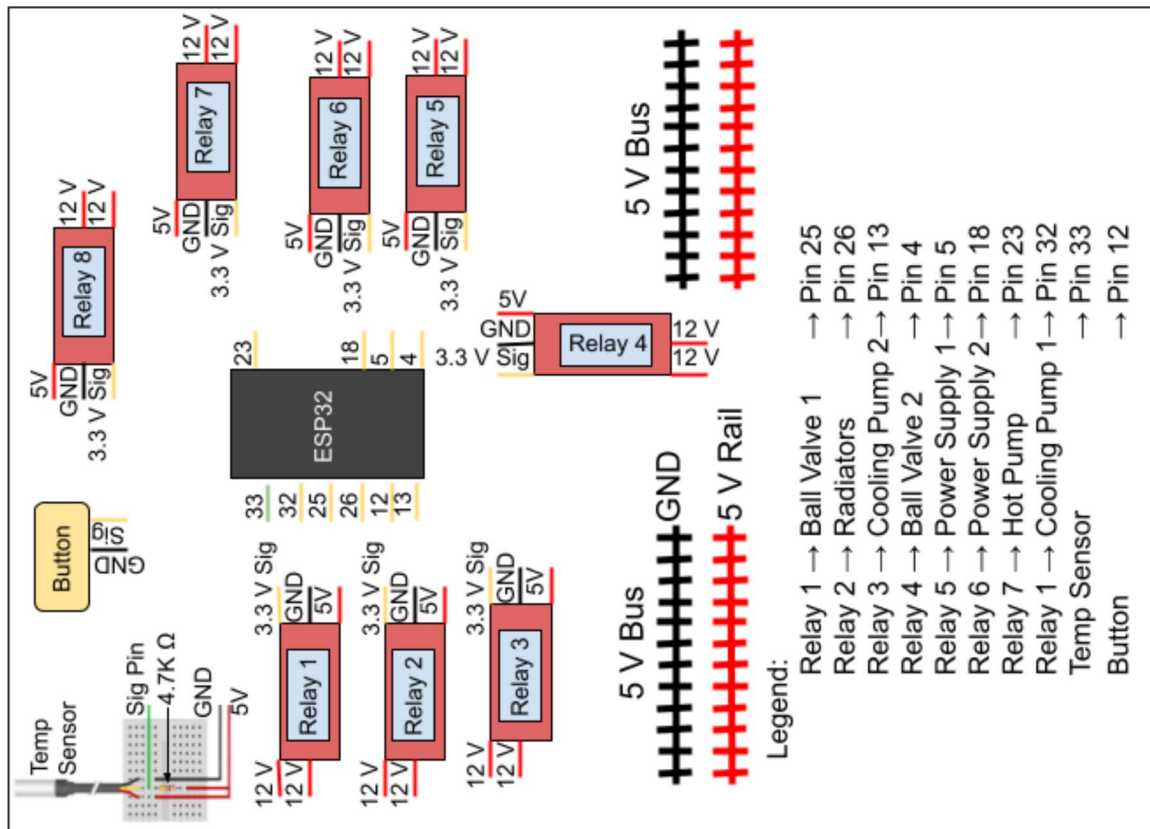 Temp
Sensor
Sig Pin
4.7K Ω
GND
5V
Button
GND
Sig
5V
GND
3.3 V Sig
Relay 8
12 V
12 V
5V
GND
3.3 V Sig
Relay 7
12 V
12 V
12 V
12 V
Relay 1
3.3 V Sig
GND
5V
33
32
25
26
12
13
ESP32
23
18
5
4
5V
GND
3.3 V Sig
Relay 6
12 V
12 V
12 V
12 V
Relay 2
3.3 V Sig
GND
5V
5V
GND
3.3 V Sig
Relay 5
12 V
12 V
12 V
12 V
Relay 3
3.3 V Sig
GND
5V
3.3 V Sig
GND
5V
Relay 4
12 V
12 V
5 V Bus
GND
5 V Rail
5 V Bus
Legend:
Relay 1 → Ball Valve 1 → Pin 25
Relay 2 → Radiators → Pin 26
Relay 3 → Cooling Pump 2 → Pin 13
Relay 4 → Ball Valve 2 → Pin 4
Relay 5 → Power Supply 1 → Pin 5
Relay 6 → Power Supply 2 → Pin 18
Relay 7 → Hot Pump → Pin 23
Relay 1 → Cooling Pump 1 → Pin 32
Temp Sensor → Pin 33
Button → Pin 12